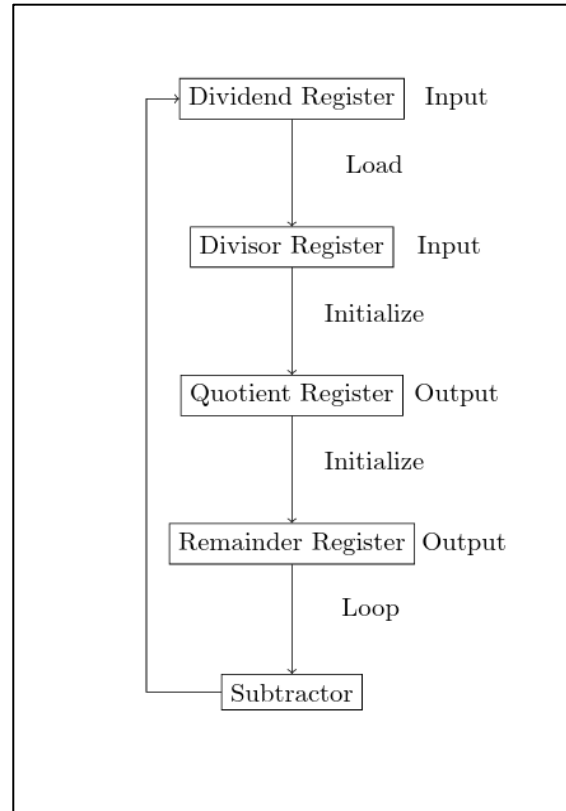 Dividend Register Input
Load
Divisor Register Input
Initialize
Quotient Register Output
Initialize
Remainder Register Output
Loop
Subtractor